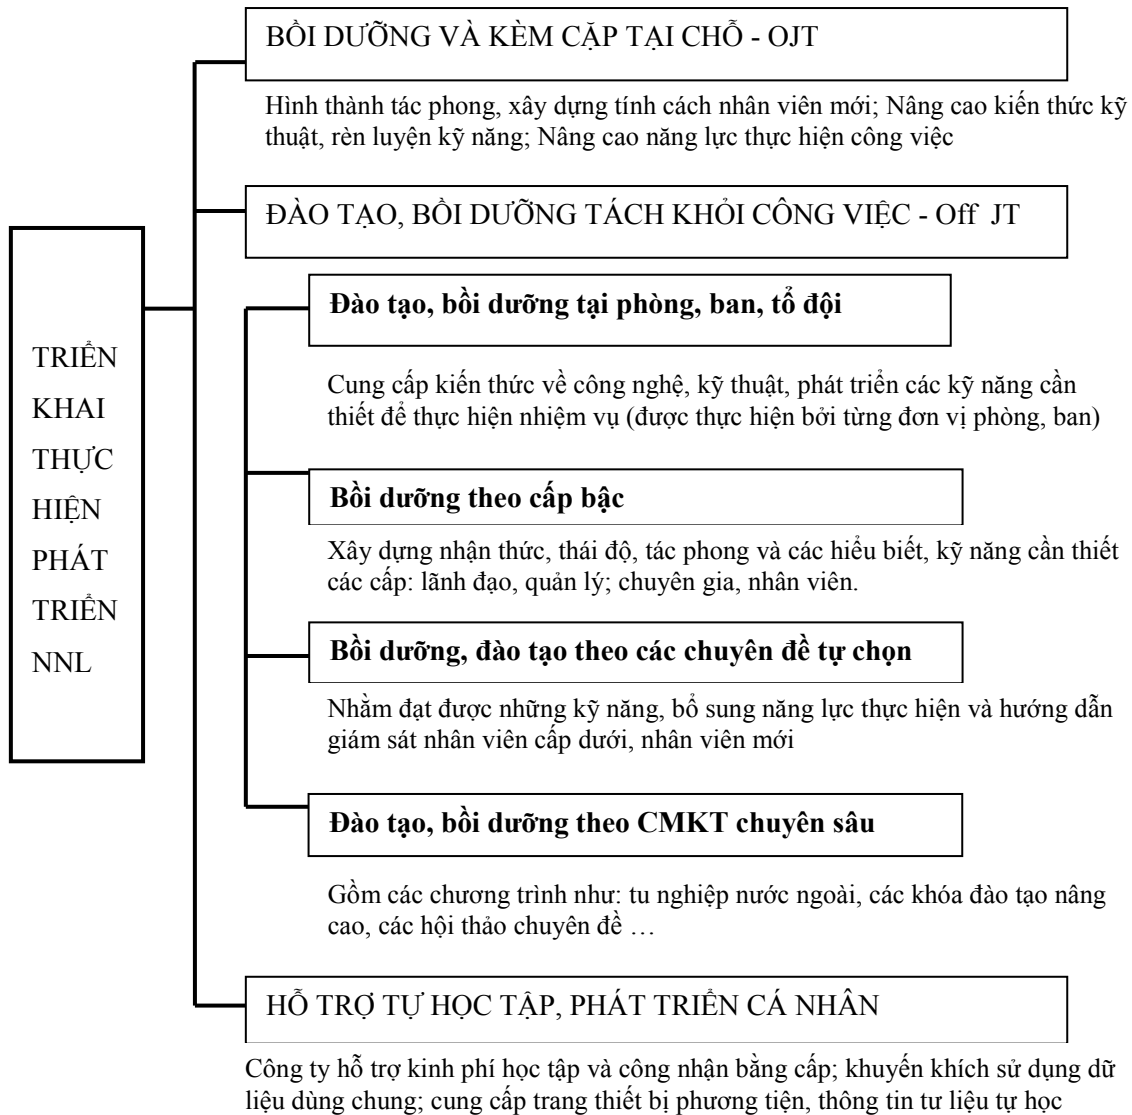 BỒI DƯỠNG VÀ KÈM CẶP TẠI CHỖ - OJT
Hình thành tác phong, xây dựng tính cách nhân viên mới; Nâng cao kiến thức kỹ
thuật, rèn luyện kỹ năng; Nâng cao năng lực thực hiện công việc
ĐÀO TẠO, BỒI DƯỠNG TÁCH KHỎI CÔNG VIỆC - Off JT
TRIỂN
KHAI
THỰC
HIỆN
PHÁT
TRIỂN
NNL
Đào tạo, bồi dưỡng tại phòng, ban, tổ đội
Cung cấp kiến thức về công nghệ, kỹ thuật, phát triển các kỹ năng cần
thiết để thực hiện nhiệm vụ (được thực hiện bởi từng đơn vị phòng, ban)
Bồi dưỡng theo cấp bậc
Xây dựng nhận thức, thái độ, tác phong và các hiểu biết, kỹ năng cần thiết
các cấp: lãnh đạo, quản lý; chuyên gia, nhân viên.
Bồi dưỡng, đào tạo theo các chuyên đề tự chọn
Nhằm đạt được những kỹ năng, bổ sung năng lực thực hiện và hướng dẫn
giám sát nhân viên cấp dưới, nhân viên mới
Đào tạo, bồi dưỡng theo CMKT chuyên sâu
Gồm các chương trình như: tu nghiệp nước ngoài, các khóa đào tạo nâng
cao, các hội thảo chuyên đề …
HỖ TRỢ TỰ HỌC TẬP, PHÁT TRIỂN CÁ NHÂN
Công ty hỗ trợ kinh phí học tập và công nhận bằng cấp; khuyến khích sử dụng dữ
liệu dùng chung; cung cấp trang thiết bị phương tiện, thông tin tư liệu tự học